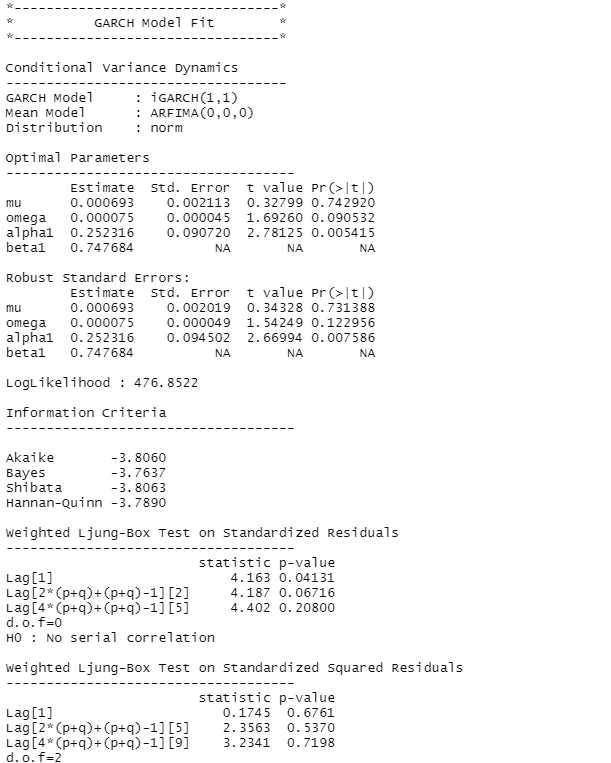 *---------------------------------*
*          GARCH Model Fit        *
*---------------------------------*

Conditional Variance Dynamics
-----------------------------------
GARCH Model     : iGARCH(1,1)
Mean Model      : ARFIMA(0,0,0)
Distribution    : norm

Optimal Parameters
------------------------------------
        Estimate  Std. Error  t value Pr(>|t|)
mu      0.000693    0.002113  0.32799 0.742920
omega   0.000075    0.000045  1.69260 0.090532
alpha1  0.252316    0.090720  2.78125 0.005415
beta1   0.747684          NA       NA       NA

Robust Standard Errors:
        Estimate  Std. Error  t value Pr(>|t|)
mu      0.000693    0.002019  0.34328 0.731388
omega   0.000075    0.000049  1.54249 0.122956
alpha1  0.252316    0.094502  2.66994 0.007586
beta1   0.747684          NA       NA       NA

LogLikelihood : 476.8522

Information Criteria
------------------------------------

Akaike       -3.8060
Bayes        -3.7637
Shibata      -3.8063
Hannan-Quinn -3.7890

Weighted Ljung-Box Test on Standardized Residuals
------------------------------------
                        statistic p-value
Lag[1]                      4.163 0.04131
Lag[2*(p+q)+(p+q)-1][2]     4.187 0.06716
Lag[4*(p+q)+(p+q)-1][5]     4.402 0.20800
d.o.f=0
H0 : No serial correlation

Weighted Ljung-Box Test on Standardized Squared Residuals
------------------------------------
                        statistic p-value
Lag[1]                     0.1745  0.6761
Lag[2*(p+q)+(p+q)-1][5]    2.3563  0.5370
Lag[4*(p+q)+(p+q)-1][9]    3.2341  0.7198
d.o.f=2